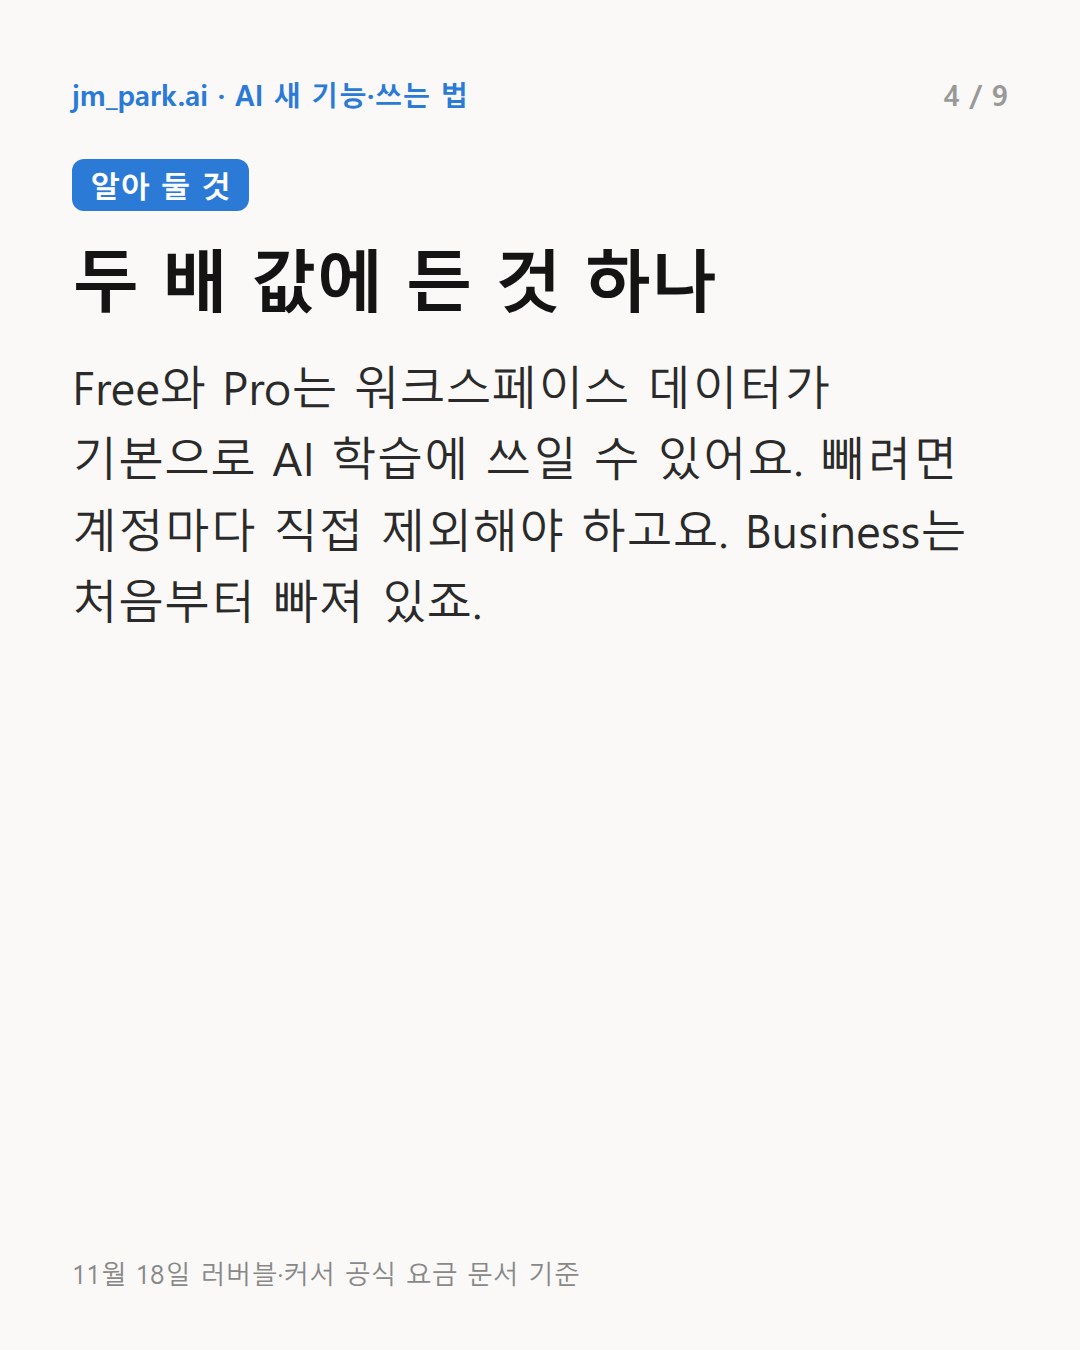 jm_park.ai · AI 새 기능·쓰는 법
4 / 9
알아 둘 것
두 배 값에 든 것 하나
Free와 Pro는 워크스페이스 데이터가
기본으로 AI 학습에 쓰일 수 있어요. 빼려면
계정마다 직접 제외해야 하고요. Business는
처음부터 빠져 있죠.
11월 18일 러버블·커서 공식 요금 문서 기준